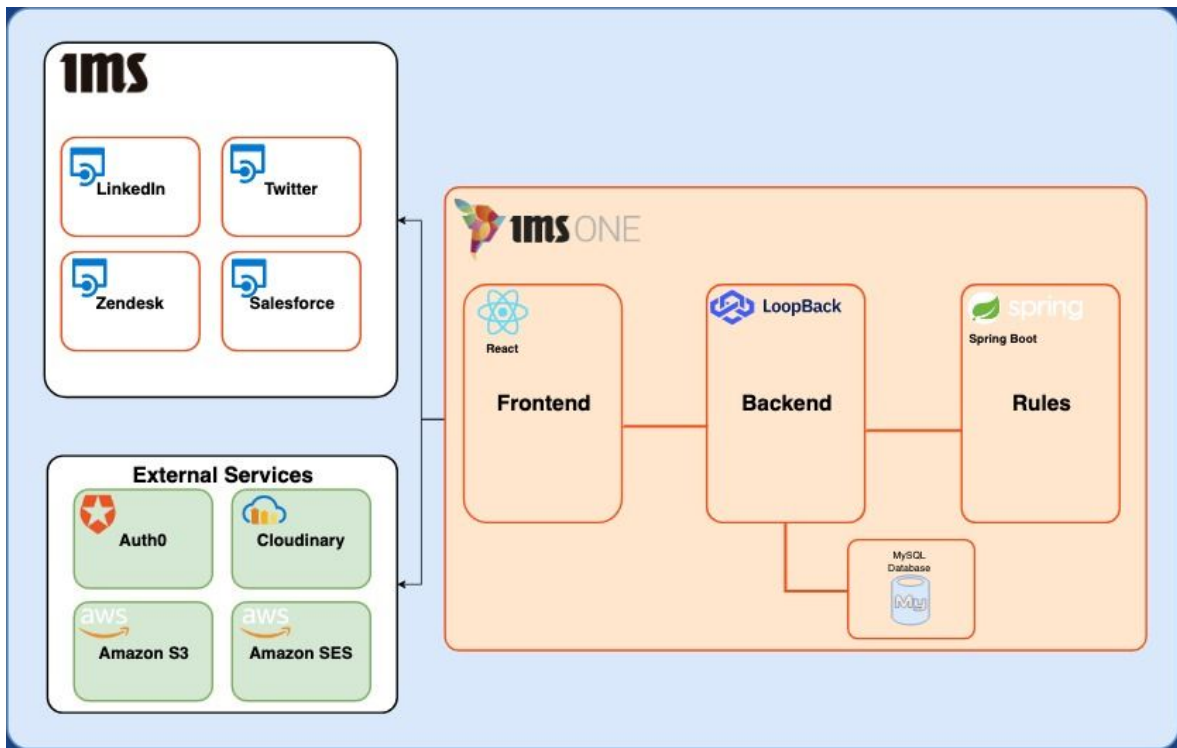 1ms
LinkedIn
Twitter
Zendesk
Salesforce
External Services
Auth0
Cloudinary
aws
Amazon S3
aws
Amazon SES
1ms ONE
React
Frontend
LoopBack
Backend
spring
Spring Boot
Rules
MySQL
Database
My